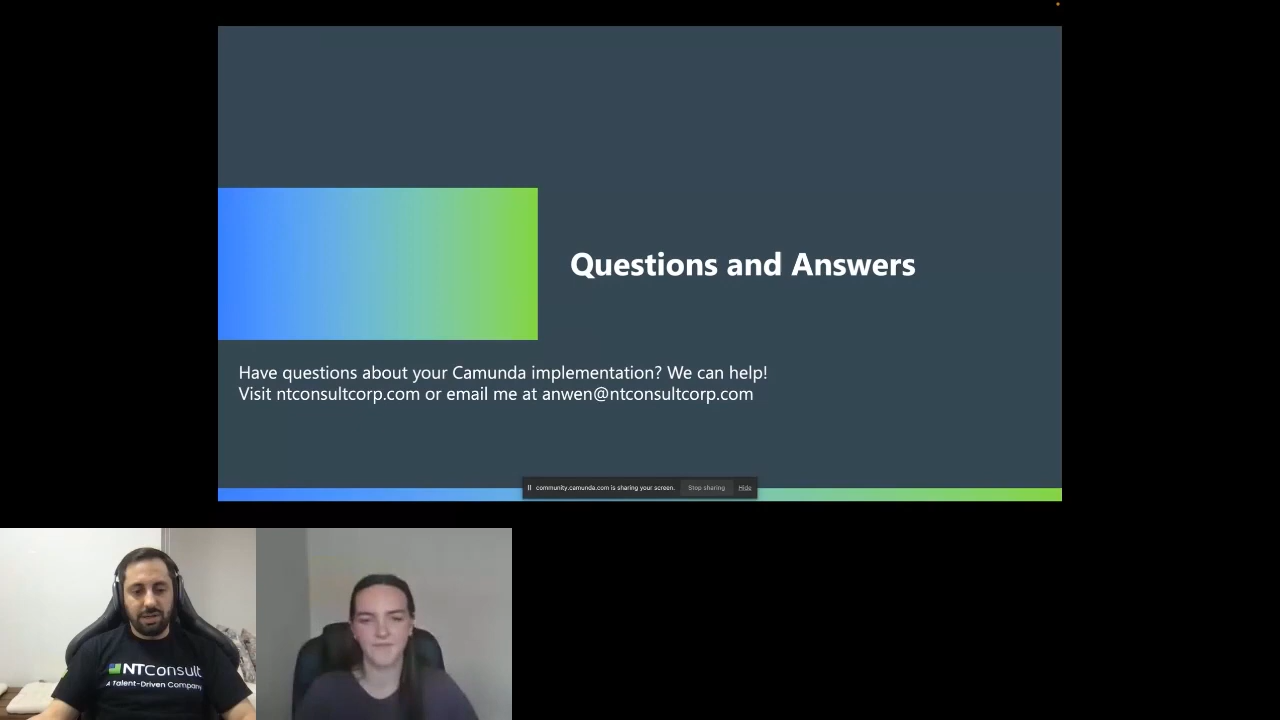 Questions and Answers
Have questions about your Camunda implementation? We can help!
Visit ntconsultcorp.com or email me at anwen@ntconsultcorp.com
community.camunda.com is sharing your screen. Stop sharing Hide
NTConsult
A Talent-Driven Company